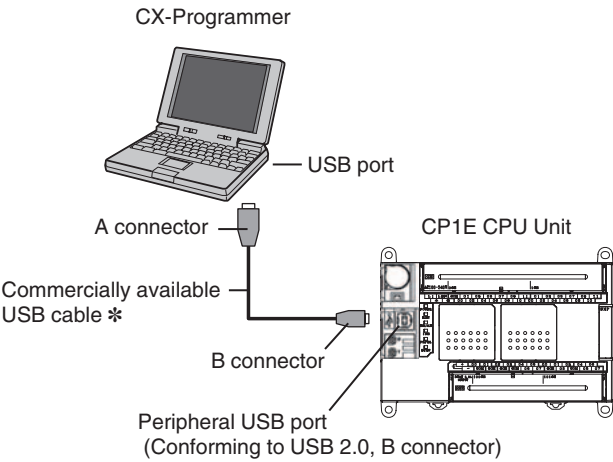 CX-Programmer
USB port
A connector
CP1E CPU Unit
Commercially available
USB cable ✻
B connector
Peripheral USB port
(Conforming to USB 2.0, B connector)